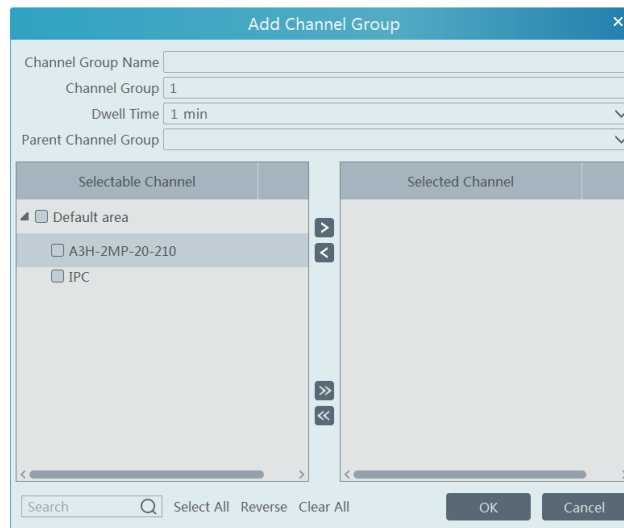 Add Channel Group
Channel Group Name
Channel Group 1
Dwell Time 1 min
Parent Channel Group
Selectable Channel Selected Channel
Default area
A3H-2MP-20-210
IPC
Search Select All Reverse Clear All OK Cancel